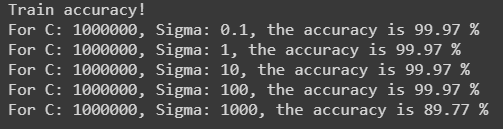 Train accuracy!
For C: 1000000, Sigma: 0.1, the accuracy is 99.97 %
For C: 1000000, Sigma: 1, the accuracy is 99.97 %
For C: 1000000, Sigma: 10, the accuracy is 99.97 %
For C: 1000000, Sigma: 100, the accuracy is 99.97 %
For C: 1000000, Sigma: 1000, the accuracy is 89.77 %